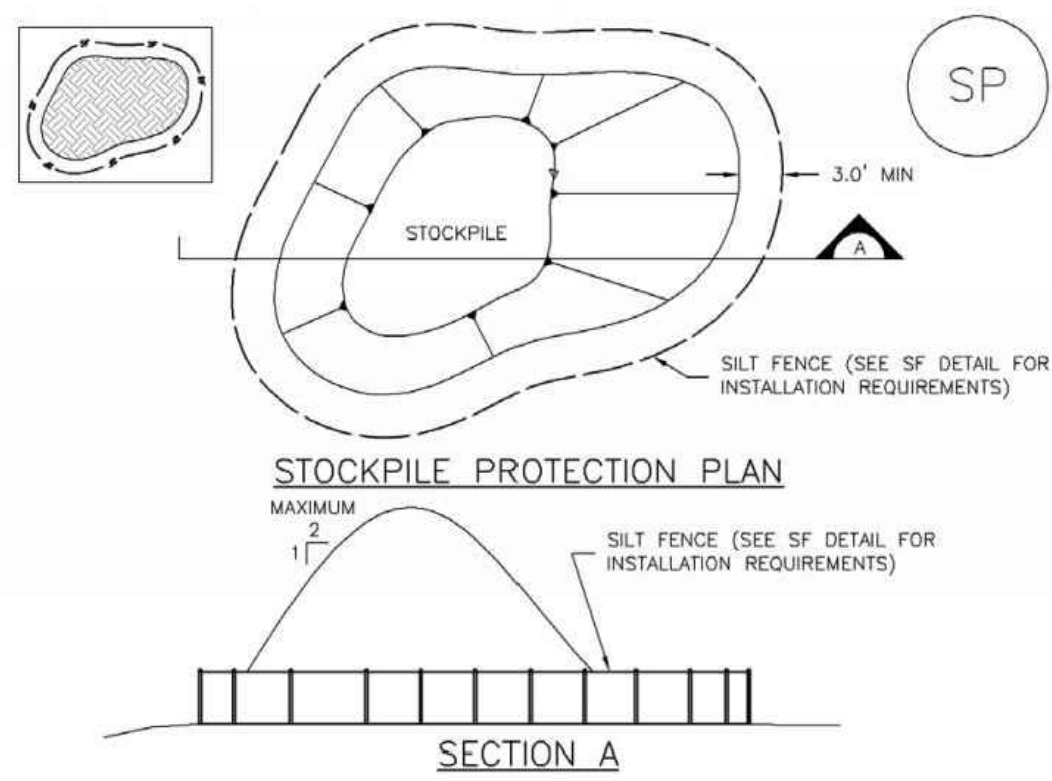 SP
3.0' MIN
STOCKPILE
A
SILT FENCE (SEE SF DETAIL FOR
INSTALLATION REQUIREMENTS)
STOCKPILE PROTECTION PLAN
MAXIMUM
2
1
SILT FENCE (SEE SF DETAIL FOR
INSTALLATION REQUIREMENTS)
SECTION A